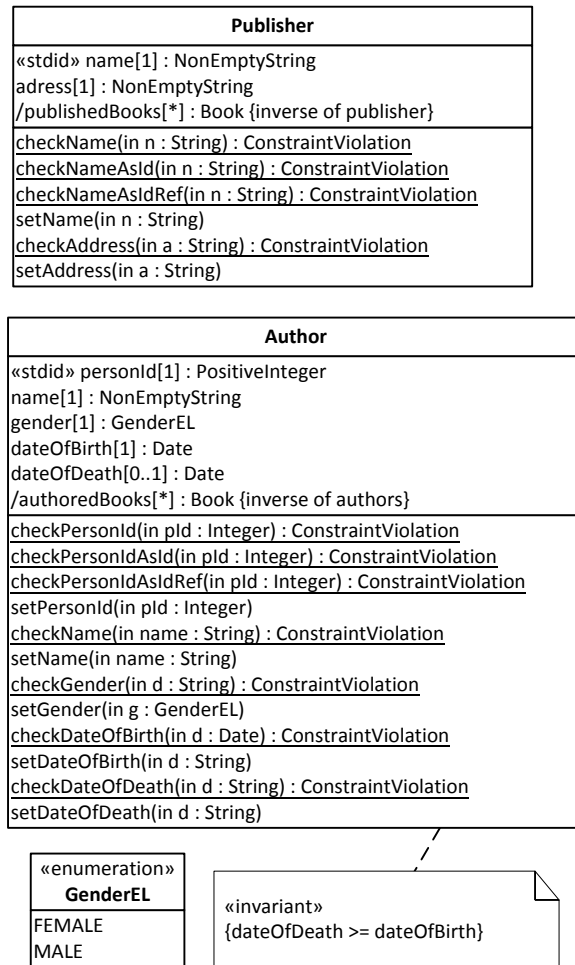 Publisher
«stdid» name[1] : NonEmptyString
adress[1] : NonEmptyString
/publishedBooks[*] : Book {inverse of publisher}
checkName(in n : String) : ConstraintViolation
checkNameAsId(in n : String) : ConstraintViolation
checkNameAsIdRef(in n : String) : ConstraintViolation
setName(in n : String)
checkAddress(in a : String) : ConstraintViolation
setAddress(in a : String)
Author
«stdid» personId[1] : PositiveInteger
name[1] : NonEmptyString
gender[1] : GenderEL
dateOfBirth[1] : Date
dateOfDeath[0..1] : Date
/authoredBooks[*] : Book {inverse of authors}
checkPersonId(in pId : Integer) : ConstraintViolation
checkPersonIdAsId(in pId : Integer) : ConstraintViolation
checkPersonIdAsIdRef(in pId : Integer) : ConstraintViolation
setPersonId(in pId : Integer)
checkName(in name : String) : ConstraintViolation
setName(in name : String)
checkGender(in d : String) : ConstraintViolation
setGender(in g : GenderEL)
checkDateOfBirth(in d : Date) : ConstraintViolation
setDateOfBirth(in d : String)
checkDateOfDeath(in d : String) : ConstraintViolation
setDateOfDeath(in d : String)
«enumeration»
GenderEL
FEMALE
MALE
«invariant»
{dateOfDeath >= dateOfBirth}